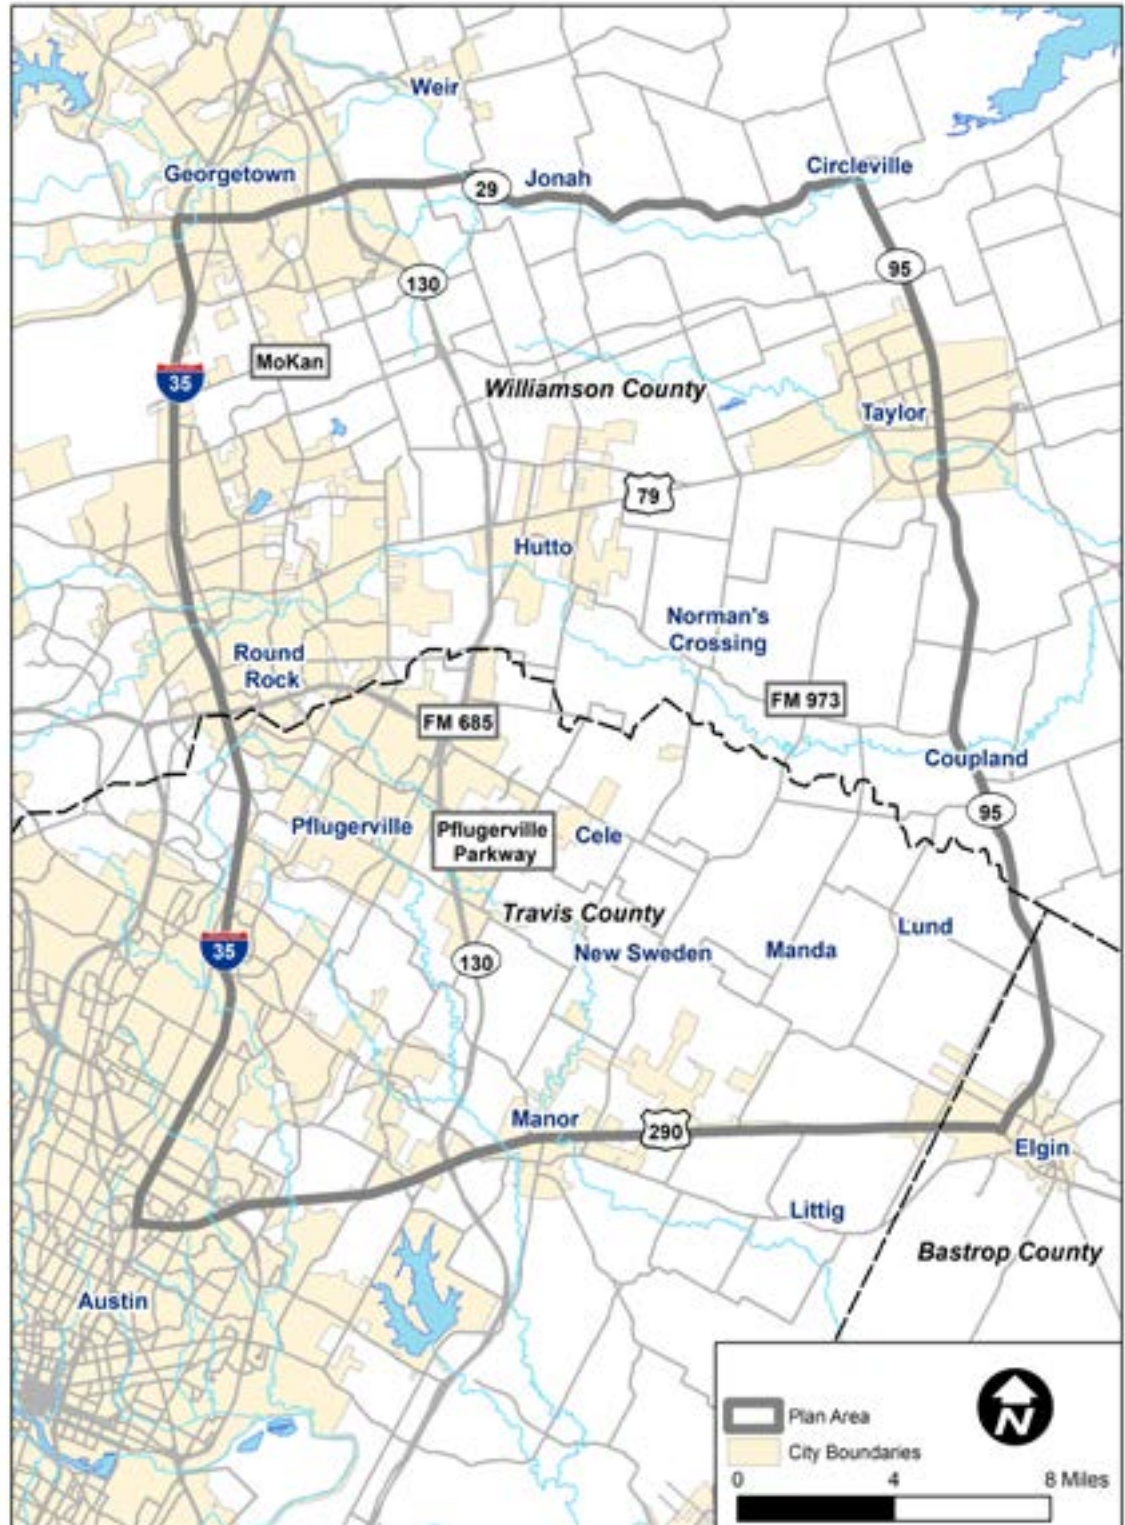 Weir
Georgetown
29
Jonah
Circleville
95
130
MoKan
35
Williamson County
Taylor
79
Hutto
Norman's
Crossing
Round
Rock
FM 973
FM 685
Coupland
95
Pflugerville
Pflugerville
Parkway
Cele
Travis County
Lund
New Sweden
Manda
35
130
Manor
290
Elgin
Littig
Bastrop County
Austin
Plan Area
City Boundaries
N
0 4 8 Miles